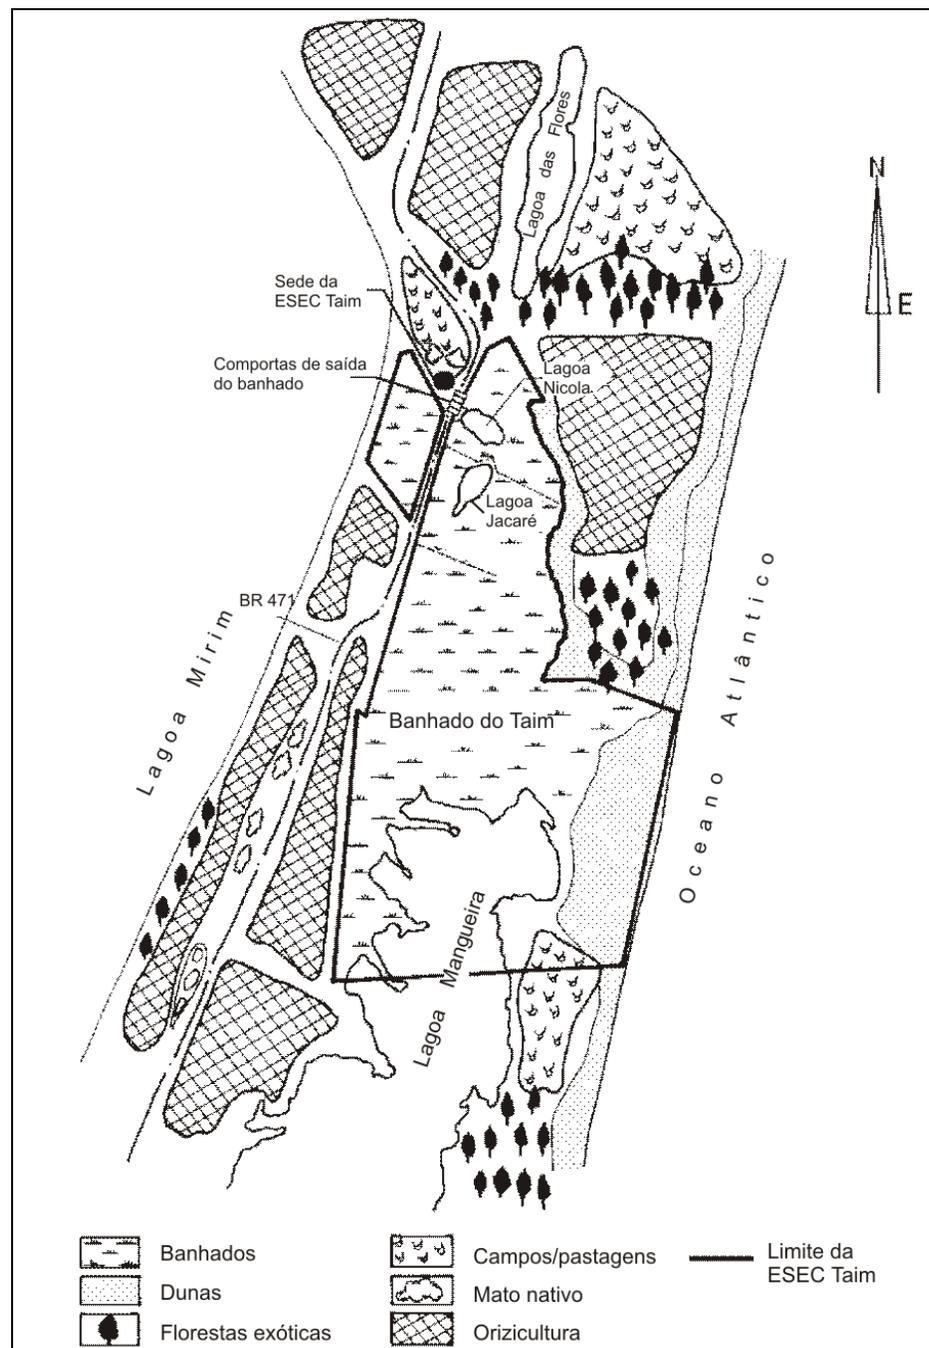 Lagoa das Flores
N
E
Sede da
ESEC Taim
Comportas de saída
do banhado
Lagoa
Nicola
Lagoa
Jacaré
BR 471
Lagoa Mirim
Oceano Atlântico
Banhado do Taim
Lagoa Mangueira
Banhados
Dunas
Florestas exóticas
Campos/pastagens
Mato nativo
Orizicultura
Limite da
ESEC Taim